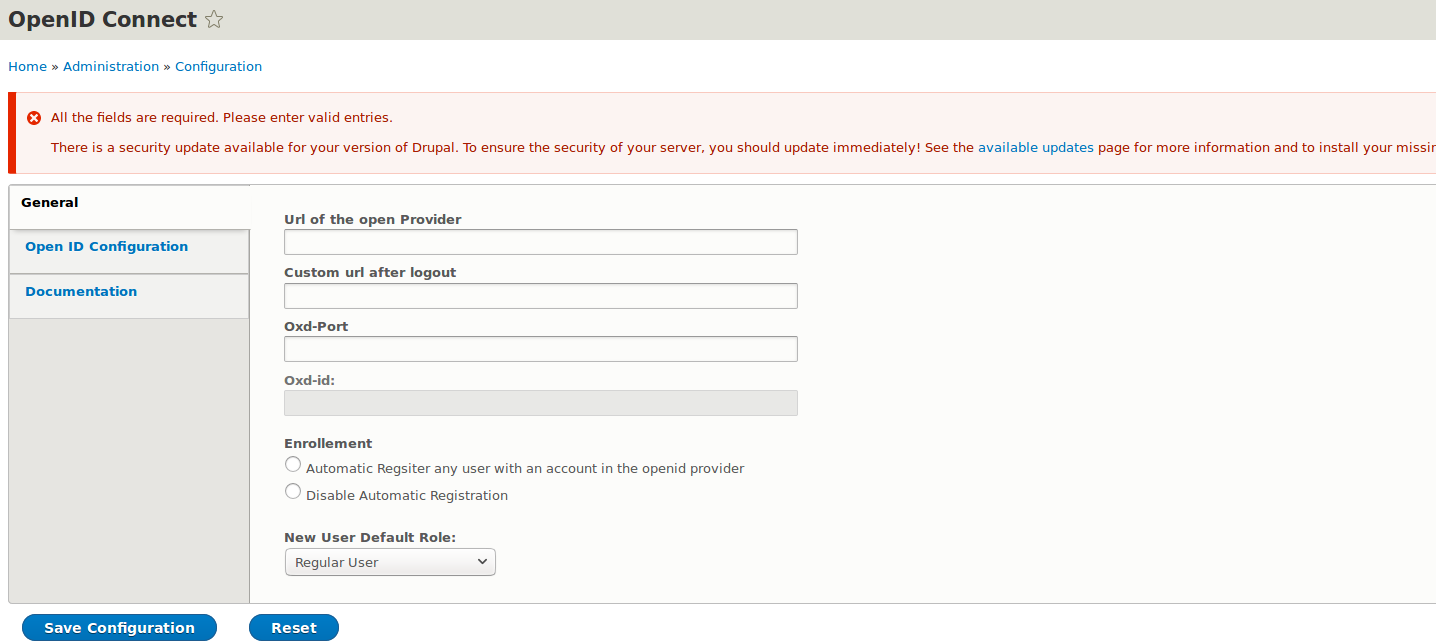 OpenID Connect
Home » Administration » Configuration
All the fields are required. Please enter valid entries.
There is a security update available for your version of Drupal. To ensure the security of your server, you should update immediately! See the available updates page for more information and to install your
General
Open ID Configuration
Documentation
Url of the open Provider
Custom url after logout
Oxd-Port
Oxd-id:
Enrollement
Automatic Regsiter any user with an account in the openid provider
Disable Automatic Registration
New User Default Role:
Regular User
Save Configuration
Reset